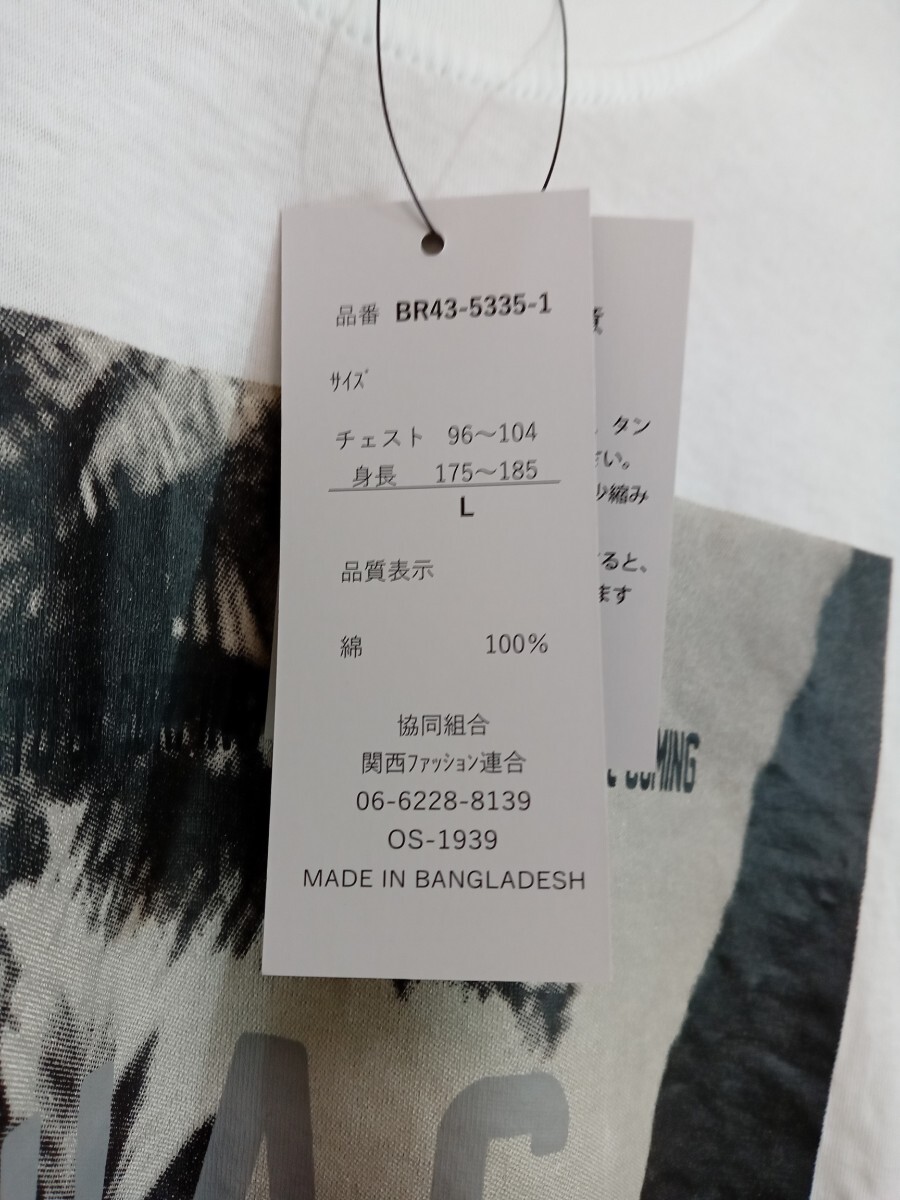 品番 BR43-5335-1
ｻｲｽﾞ
チェスト 96～104
身長 175～185
L
品質表示
綿 100%
協同組合
関西ﾌｧｯｼｮﾝ連合
06-6228-8139
OS-1939
MADE IN BANGLADESH
タン
さい。
少縮み
ると、
ます
COMING